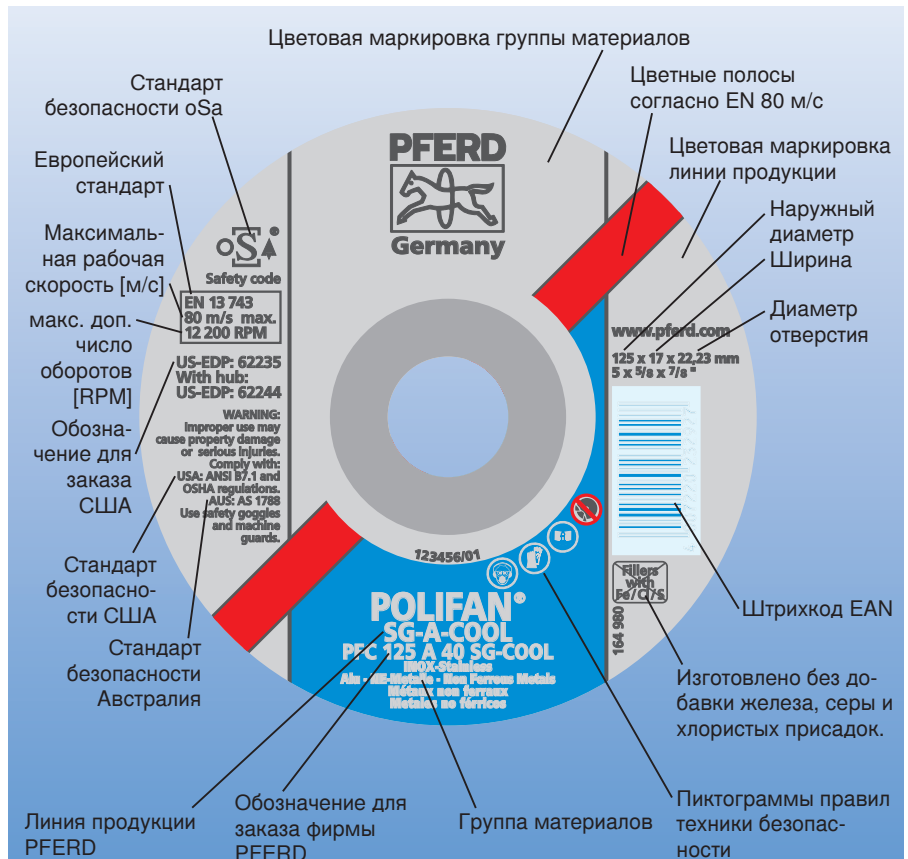 Цветовая маркировка группы материалов
Стандарт
безопасности oSa
Цветные полосы
согласно EN 80 м/с
Европейский
стандарт
Цветовая маркировка
линии продукции
Максималь-
ная рабочая
скорость [м/с]
Наружный
диаметр
Ширина
макс. доп.
число
оборотов
[RPM]
Диаметр
отверстия
Обозна-
чение для
заказа
США
Стандарт
безопасно-
сти США
Стандарт
безопасности
Австралия
Штрихкод EAN
Изготовлено без до-
бавки железа, серы и
хлористых присадок.
Линия продукции
PFERD
Обозначение для
заказа фирмы
PFERD
Группа материалов
Пиктограммы правил
техники безопас-
ности
PFERD
Germany
oSa®
Safety code
EN 13 743
80 m/s max.
12 200 RPM
US-EDP: 62235
With hub:
US-EDP: 62244
WARNING:
Improper use may
cause property damage
or serious injuries.
Comply with:
USA: ANSI B7.1 and
OSHA regulations.
AUS: AS 1788
Use safety goggles
and machine
guards.
www.pferd.com
125 x 17 x 22,23 mm
5 x 5/8 x 7/8 "
Fillers
with
Fe/Cl/S
164 980
123456/01
POLIFAN®
SG-A-COOL
PFC 125 A 40 SG-COOL
INOX-Stainless
Alu - NE-Metalle - Non Ferrous Metals
Métaux non ferraux
Metales no férricos